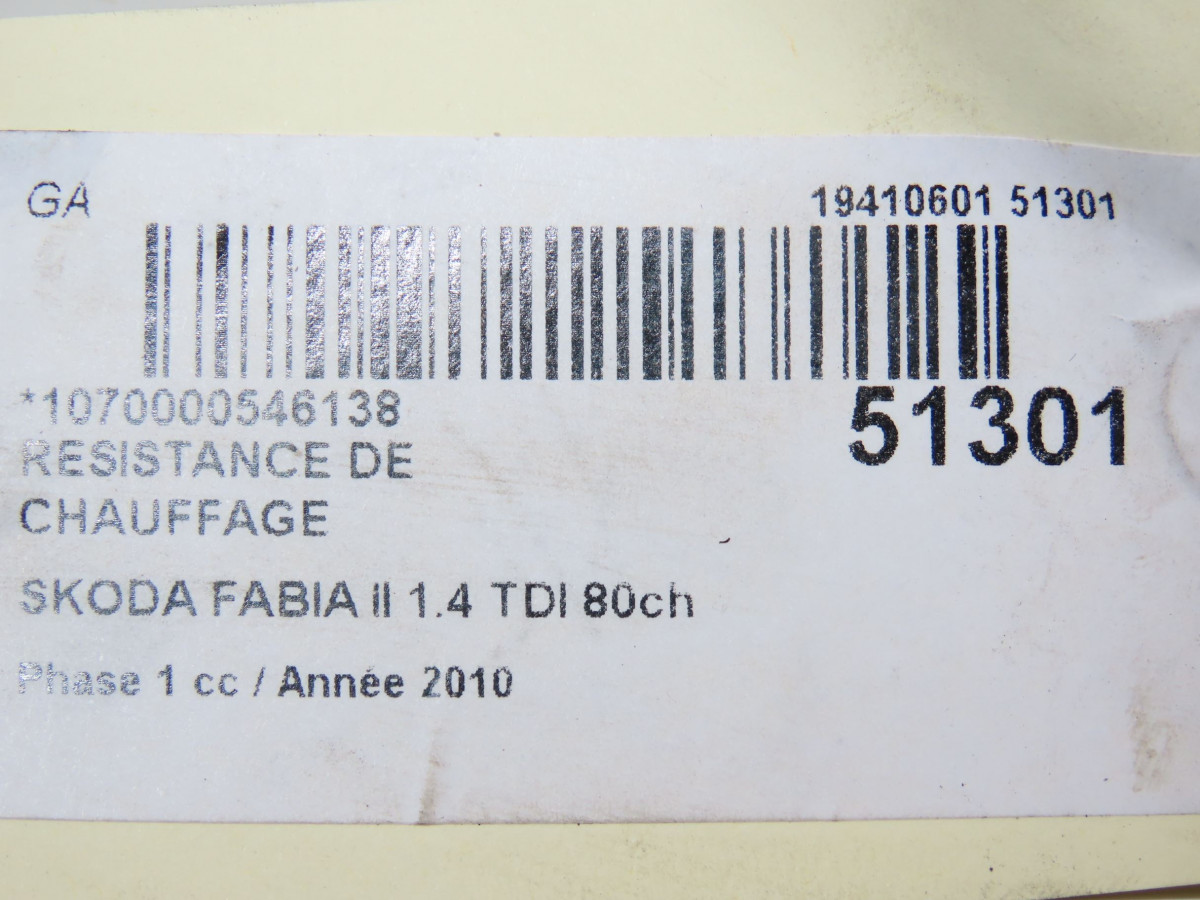 GA
19410601 51301
*1070000546138
51301
RESISTANCE DE
CHAUFFAGE
SKODA FABIA II 1.4 TDI 80ch
Phase 1 cc / Année 2010